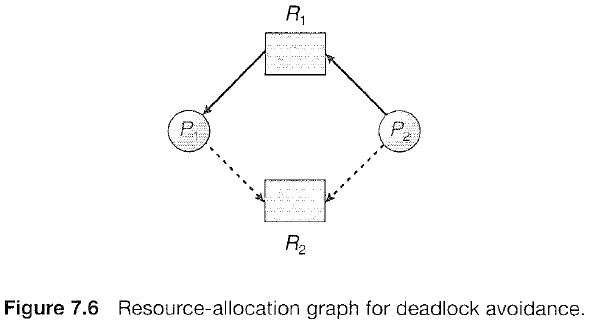 R1
P1
P2
R2
Figure 7.6 Resource-allocation graph for deadlock avoidance.